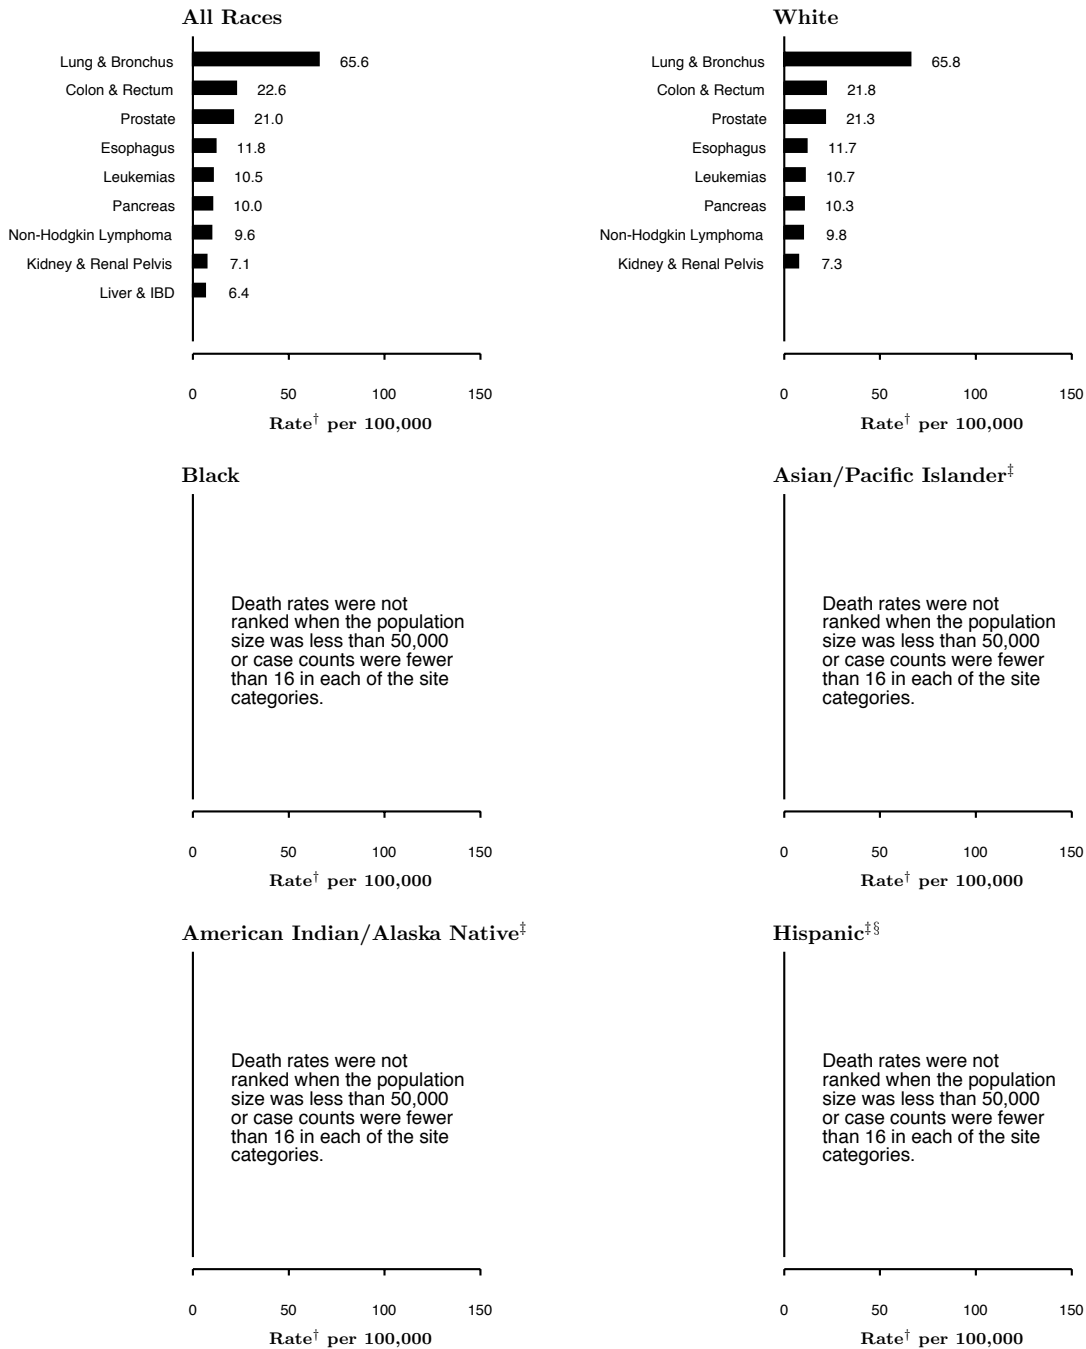 All Races
Lung & Bronchus 65.6
Colon & Rectum 22.6
Prostate 21.0
Esophagus 11.8
Leukemias 10.5
Pancreas 10.0
Non-Hodgkin Lymphoma 9.6
Kidney & Renal Pelvis 7.1
Liver & IBD 6.4
0 50 100 150
Rate† per 100,000
White
Lung & Bronchus 65.8
Colon & Rectum 21.8
Prostate 21.3
Esophagus 11.7
Leukemias 10.7
Pancreas 10.3
Non-Hodgkin Lymphoma 9.8
Kidney & Renal Pelvis 7.3
0 50 100 150
Rate† per 100,000
Black
Death rates were not
ranked when the population
size was less than 50,000
or case counts were fewer
than 16 in each of the site
categories.
0 50 100 150
Rate† per 100,000
Asian/Pacific Islander‡
Death rates were not
ranked when the population
size was less than 50,000
or case counts were fewer
than 16 in each of the site
categories.
0 50 100 150
Rate† per 100,000
American Indian/Alaska Native‡
Death rates were not
ranked when the population
size was less than 50,000
or case counts were fewer
than 16 in each of the site
categories.
0 50 100 150
Rate† per 100,000
Hispanic‡§
Death rates were not
ranked when the population
size was less than 50,000
or case counts were fewer
than 16 in each of the site
categories.
0 50 100 150
Rate† per 100,000